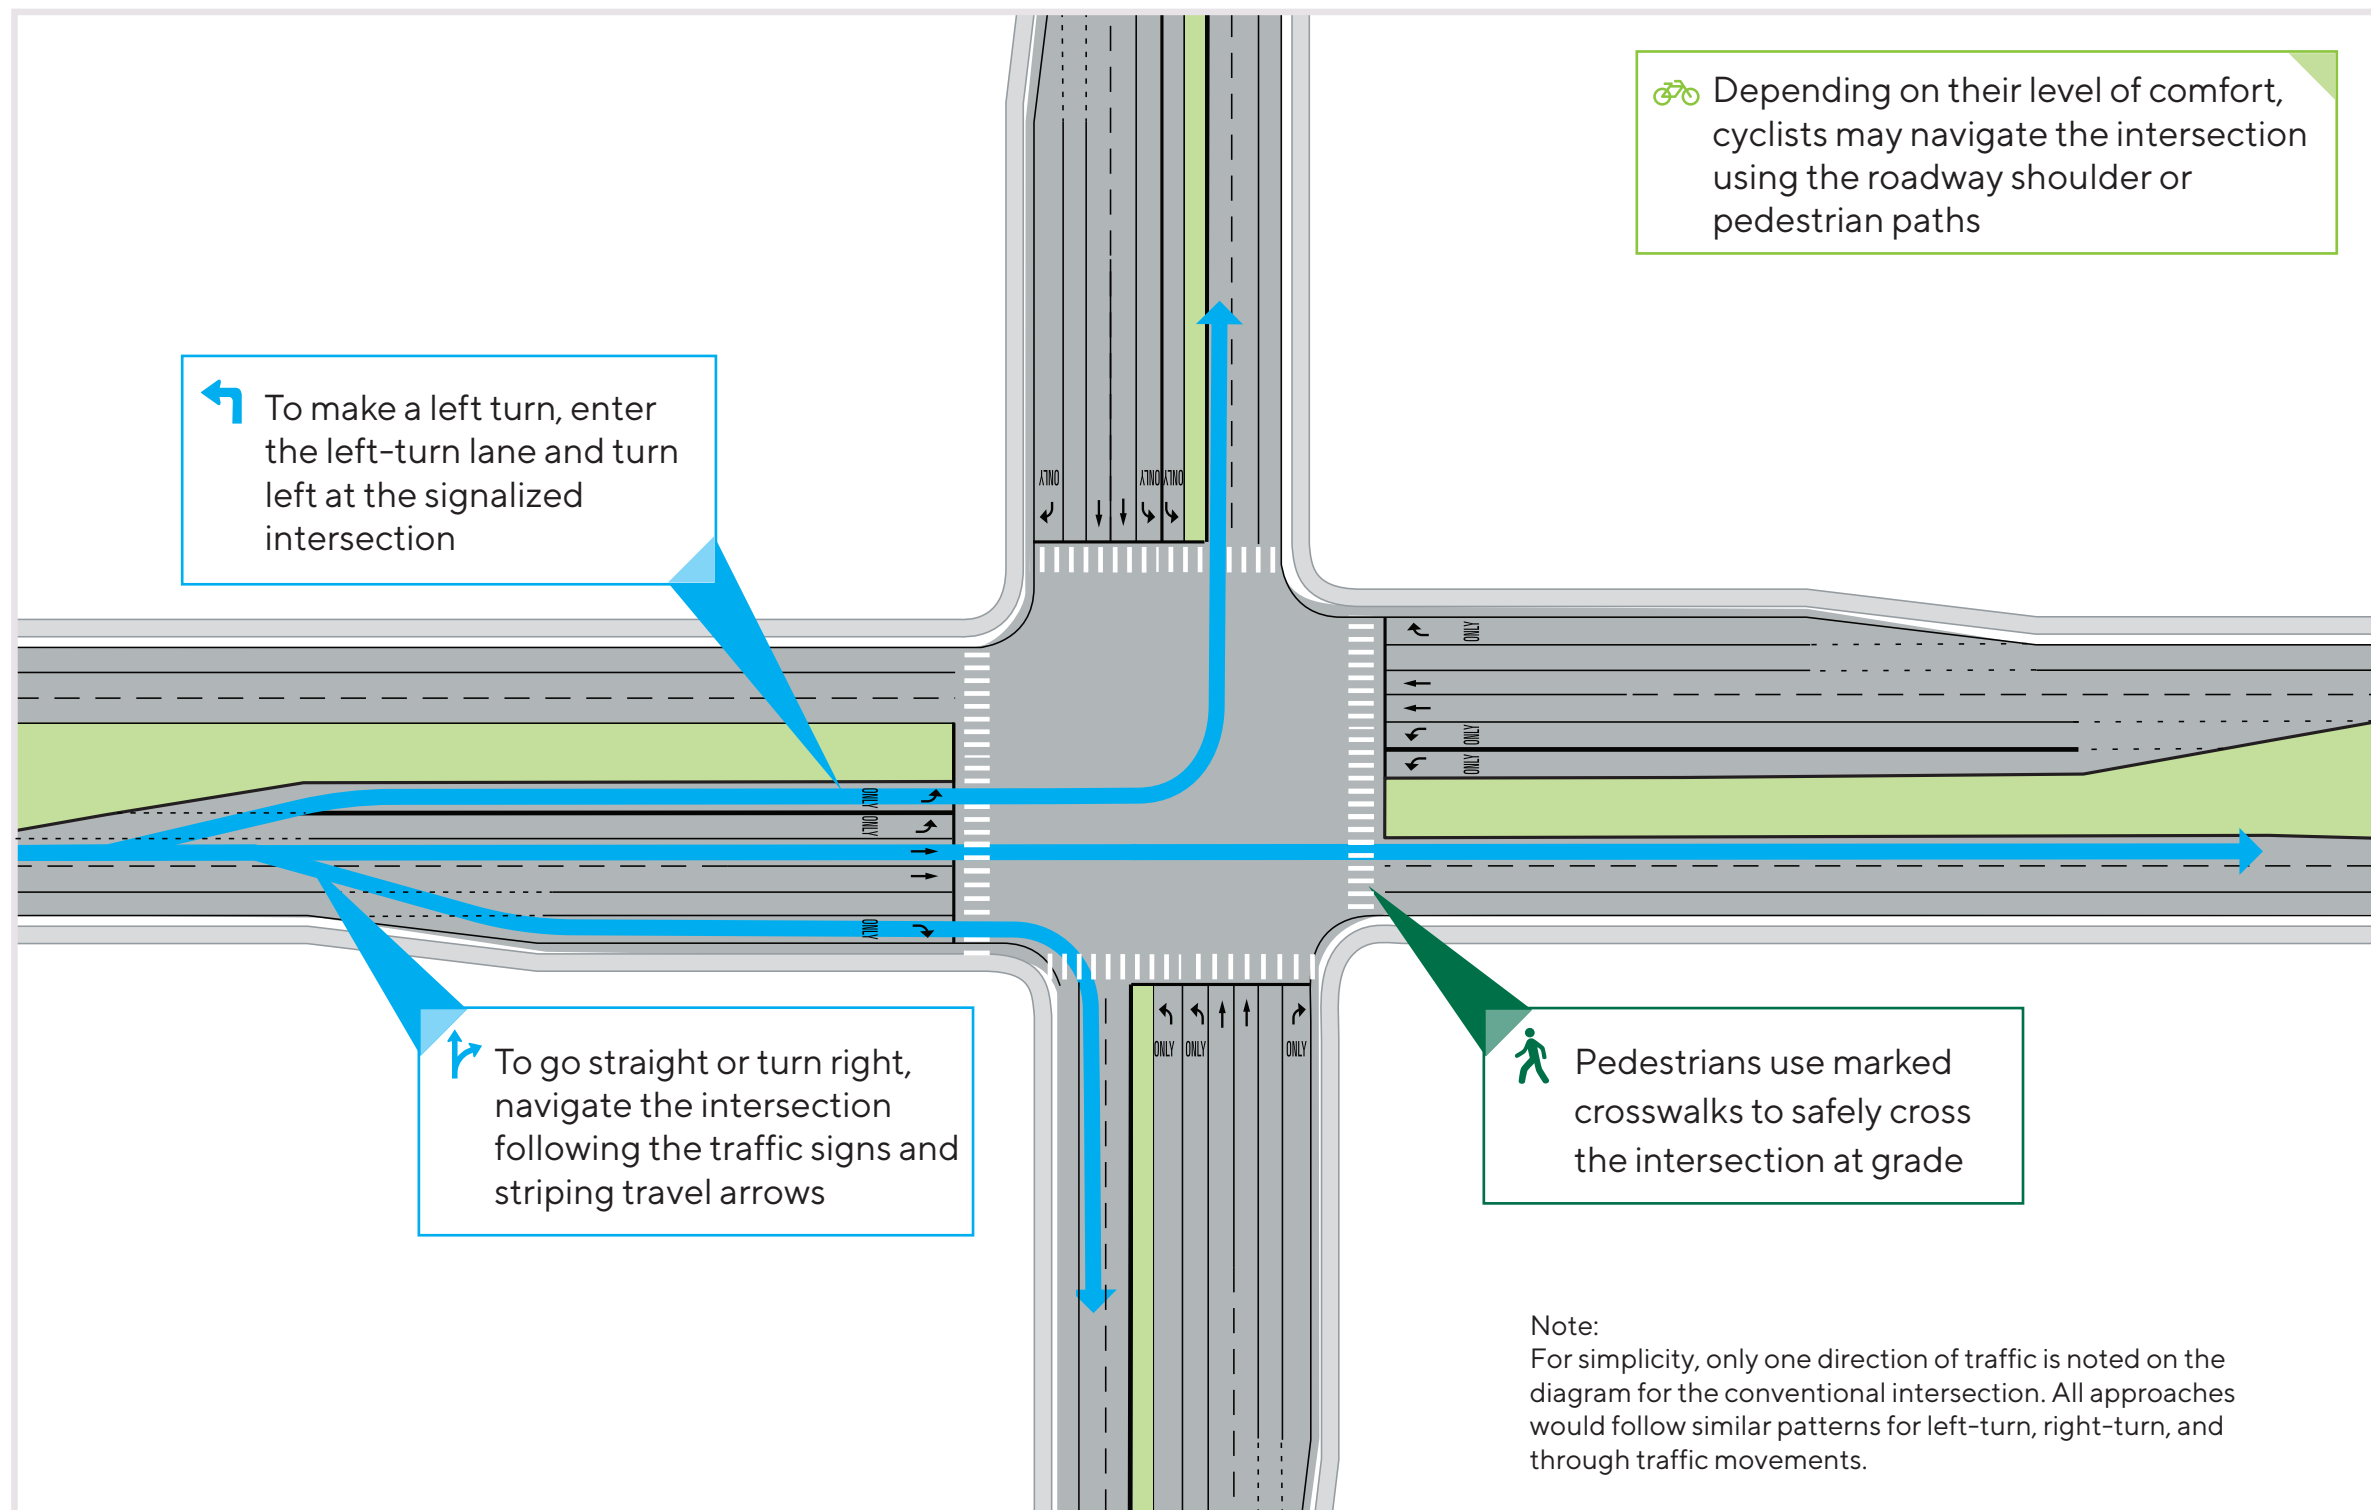 Depending on their level of comfort,
cyclists may navigate the intersection
using the roadway shoulder or
pedestrian paths
To make a left turn, enter
the left-turn lane and turn
left at the signalized
intersection
ONLY
ONLY
ONLY
ONLY
ONLY
ONLY
ONLY
ONLY
ONLY
To go straight or turn right,
navigate the intersection
following the traffic signs and
striping travel arrows
ONLY
ONLY
ONLY
Pedestrians use marked
crosswalks to safely cross
the intersection at grade
Note:
For simplicity, only one direction of traffic is noted on the
diagram for the conventional intersection. All approaches
would follow similar patterns for left-turn, right-turn, and
through traffic movements.